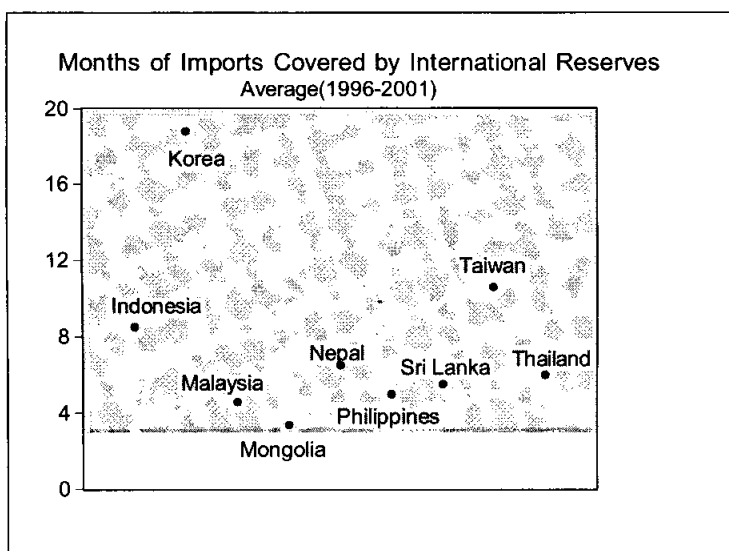 Months of Imports Covered by International Reserves
Average(1996-2001)
20
Korea
16
12
Taiwan
Indonesia
8
Nepal
Sri Lanka
Thailand
Malaysia
4
Philippines
Mongolia
0